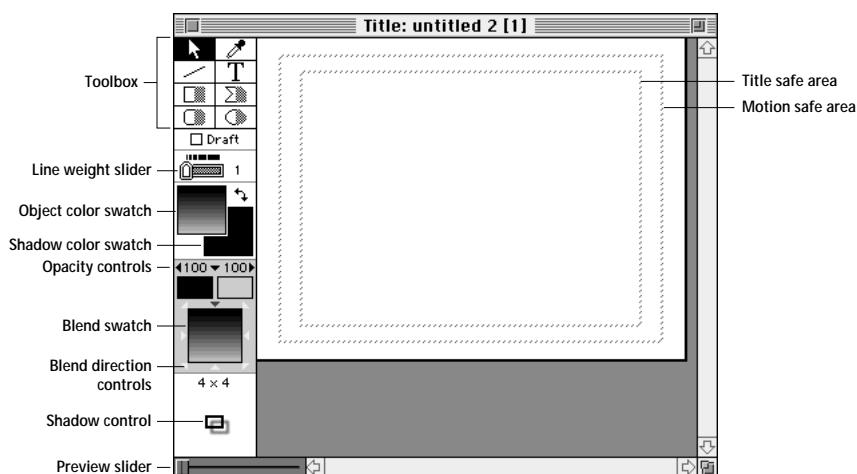 Title: untitled 2 [1]
Toolbox
T
Draft
Line weight slider
1
Object color swatch
Shadow color swatch
Opacity controls
100 100
Blend swatch
Blend direction
controls
4 × 4
Shadow control
Preview slider
Title safe area
Motion safe area